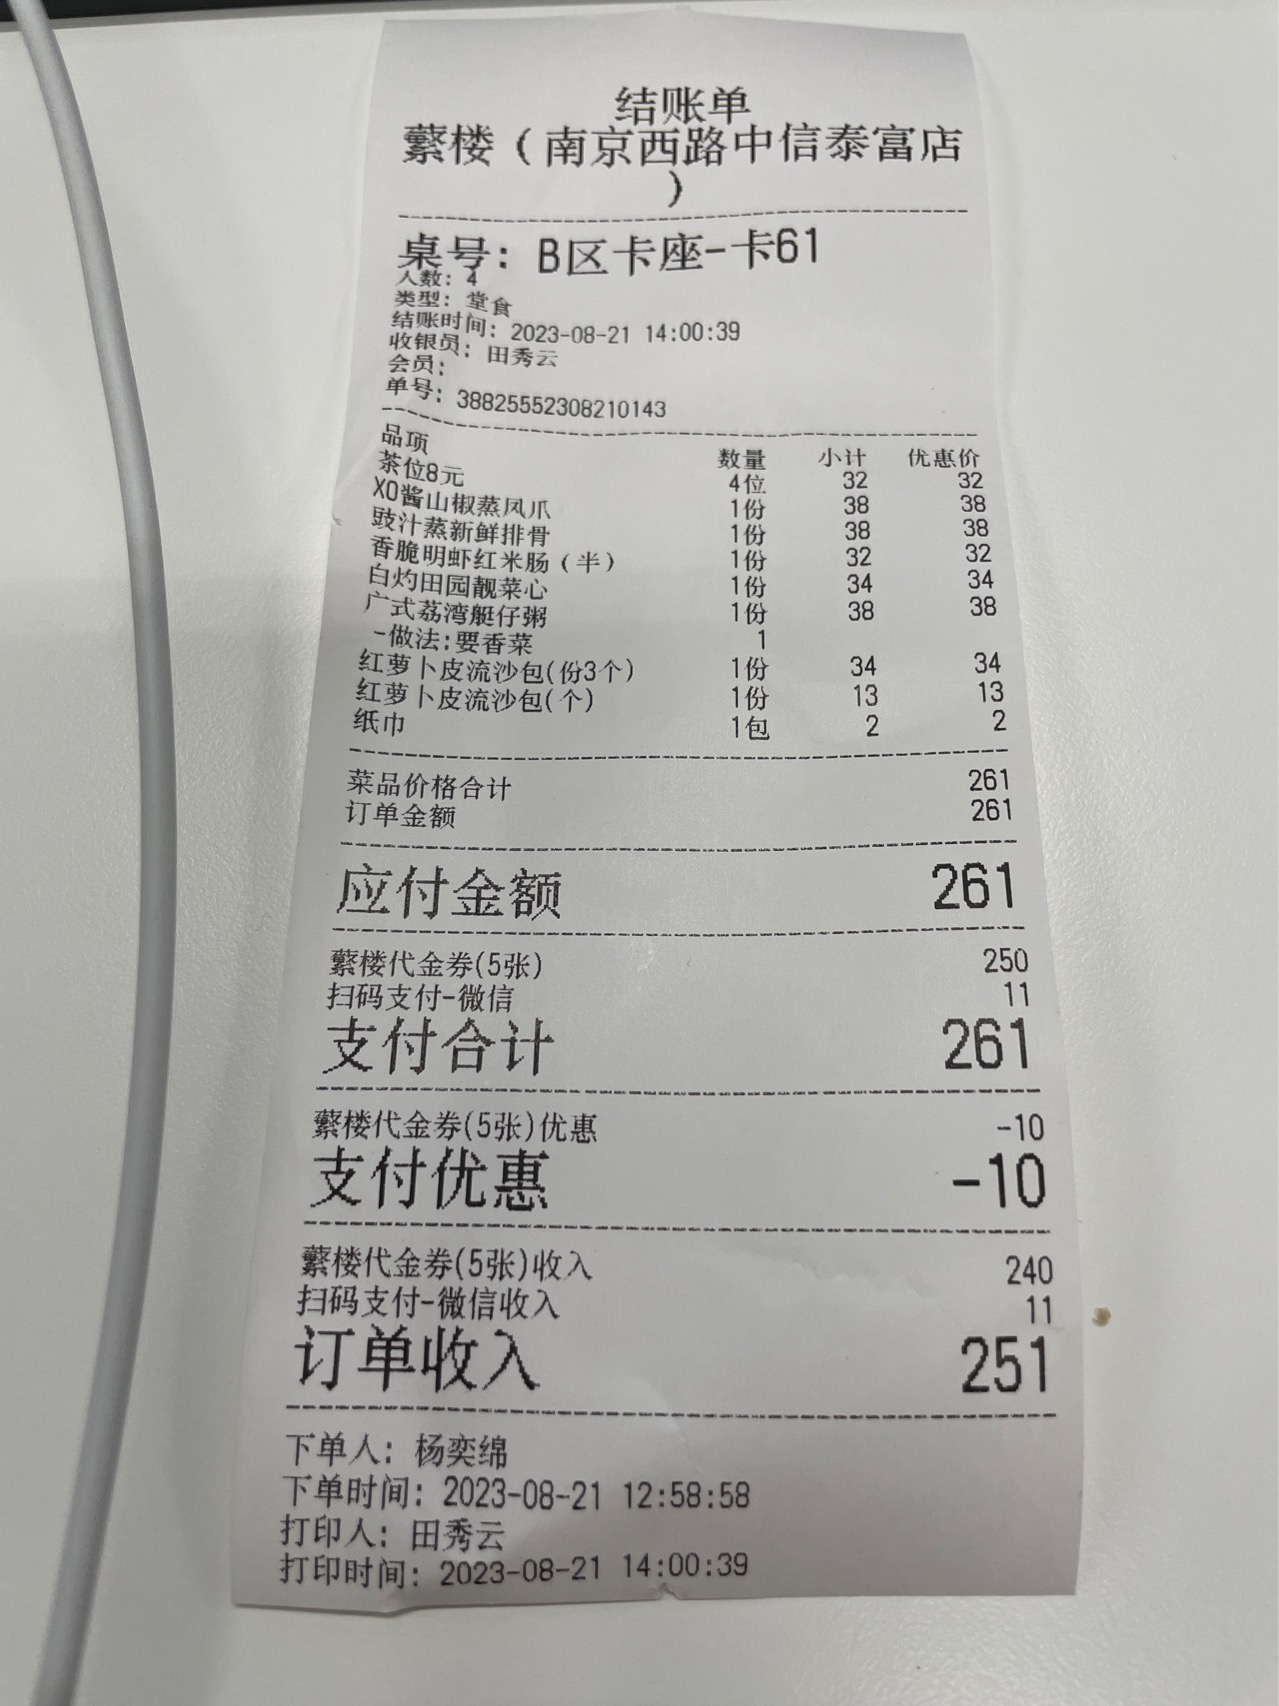 结账单
蘩楼（南京西路中信泰富店
）
桌号：B区卡座-卡61
人数：4
类型：堂食
结账时间：2023-08-21 14:00:39
收银员：田秀云
会员：
单号：38825552308210143
品项 数量 小计 优惠价
茶位8元 4位 32 32
XO酱山椒蒸凤爪 1份 38 38
豉汁蒸新鲜排骨 1份 38 38
香脆明虾红米肠（半） 1份 32 32
白灼田园靓菜心 1份 34 34
广式荔湾艇仔粥 1份 38 38
-做法:要香菜 1
红萝卜皮流沙包(份3个) 1份 34 34
红萝卜皮流沙包(个) 1份 13 13
纸巾 1包 2 2
菜品价格合计 261
订单金额 261
应付金额 261
蘩楼代金券(5张) 250
扫码支付-微信 11
支付合计 261
蘩楼代金券(5张)优惠 -10
支付优惠 -10
蘩楼代金券(5张)收入 240
扫码支付-微信收入 11
订单收入 251
下单人：杨奕绵
下单时间：2023-08-21 12:58:58
打印人：田秀云
打印时间：2023-08-21 14:00:39